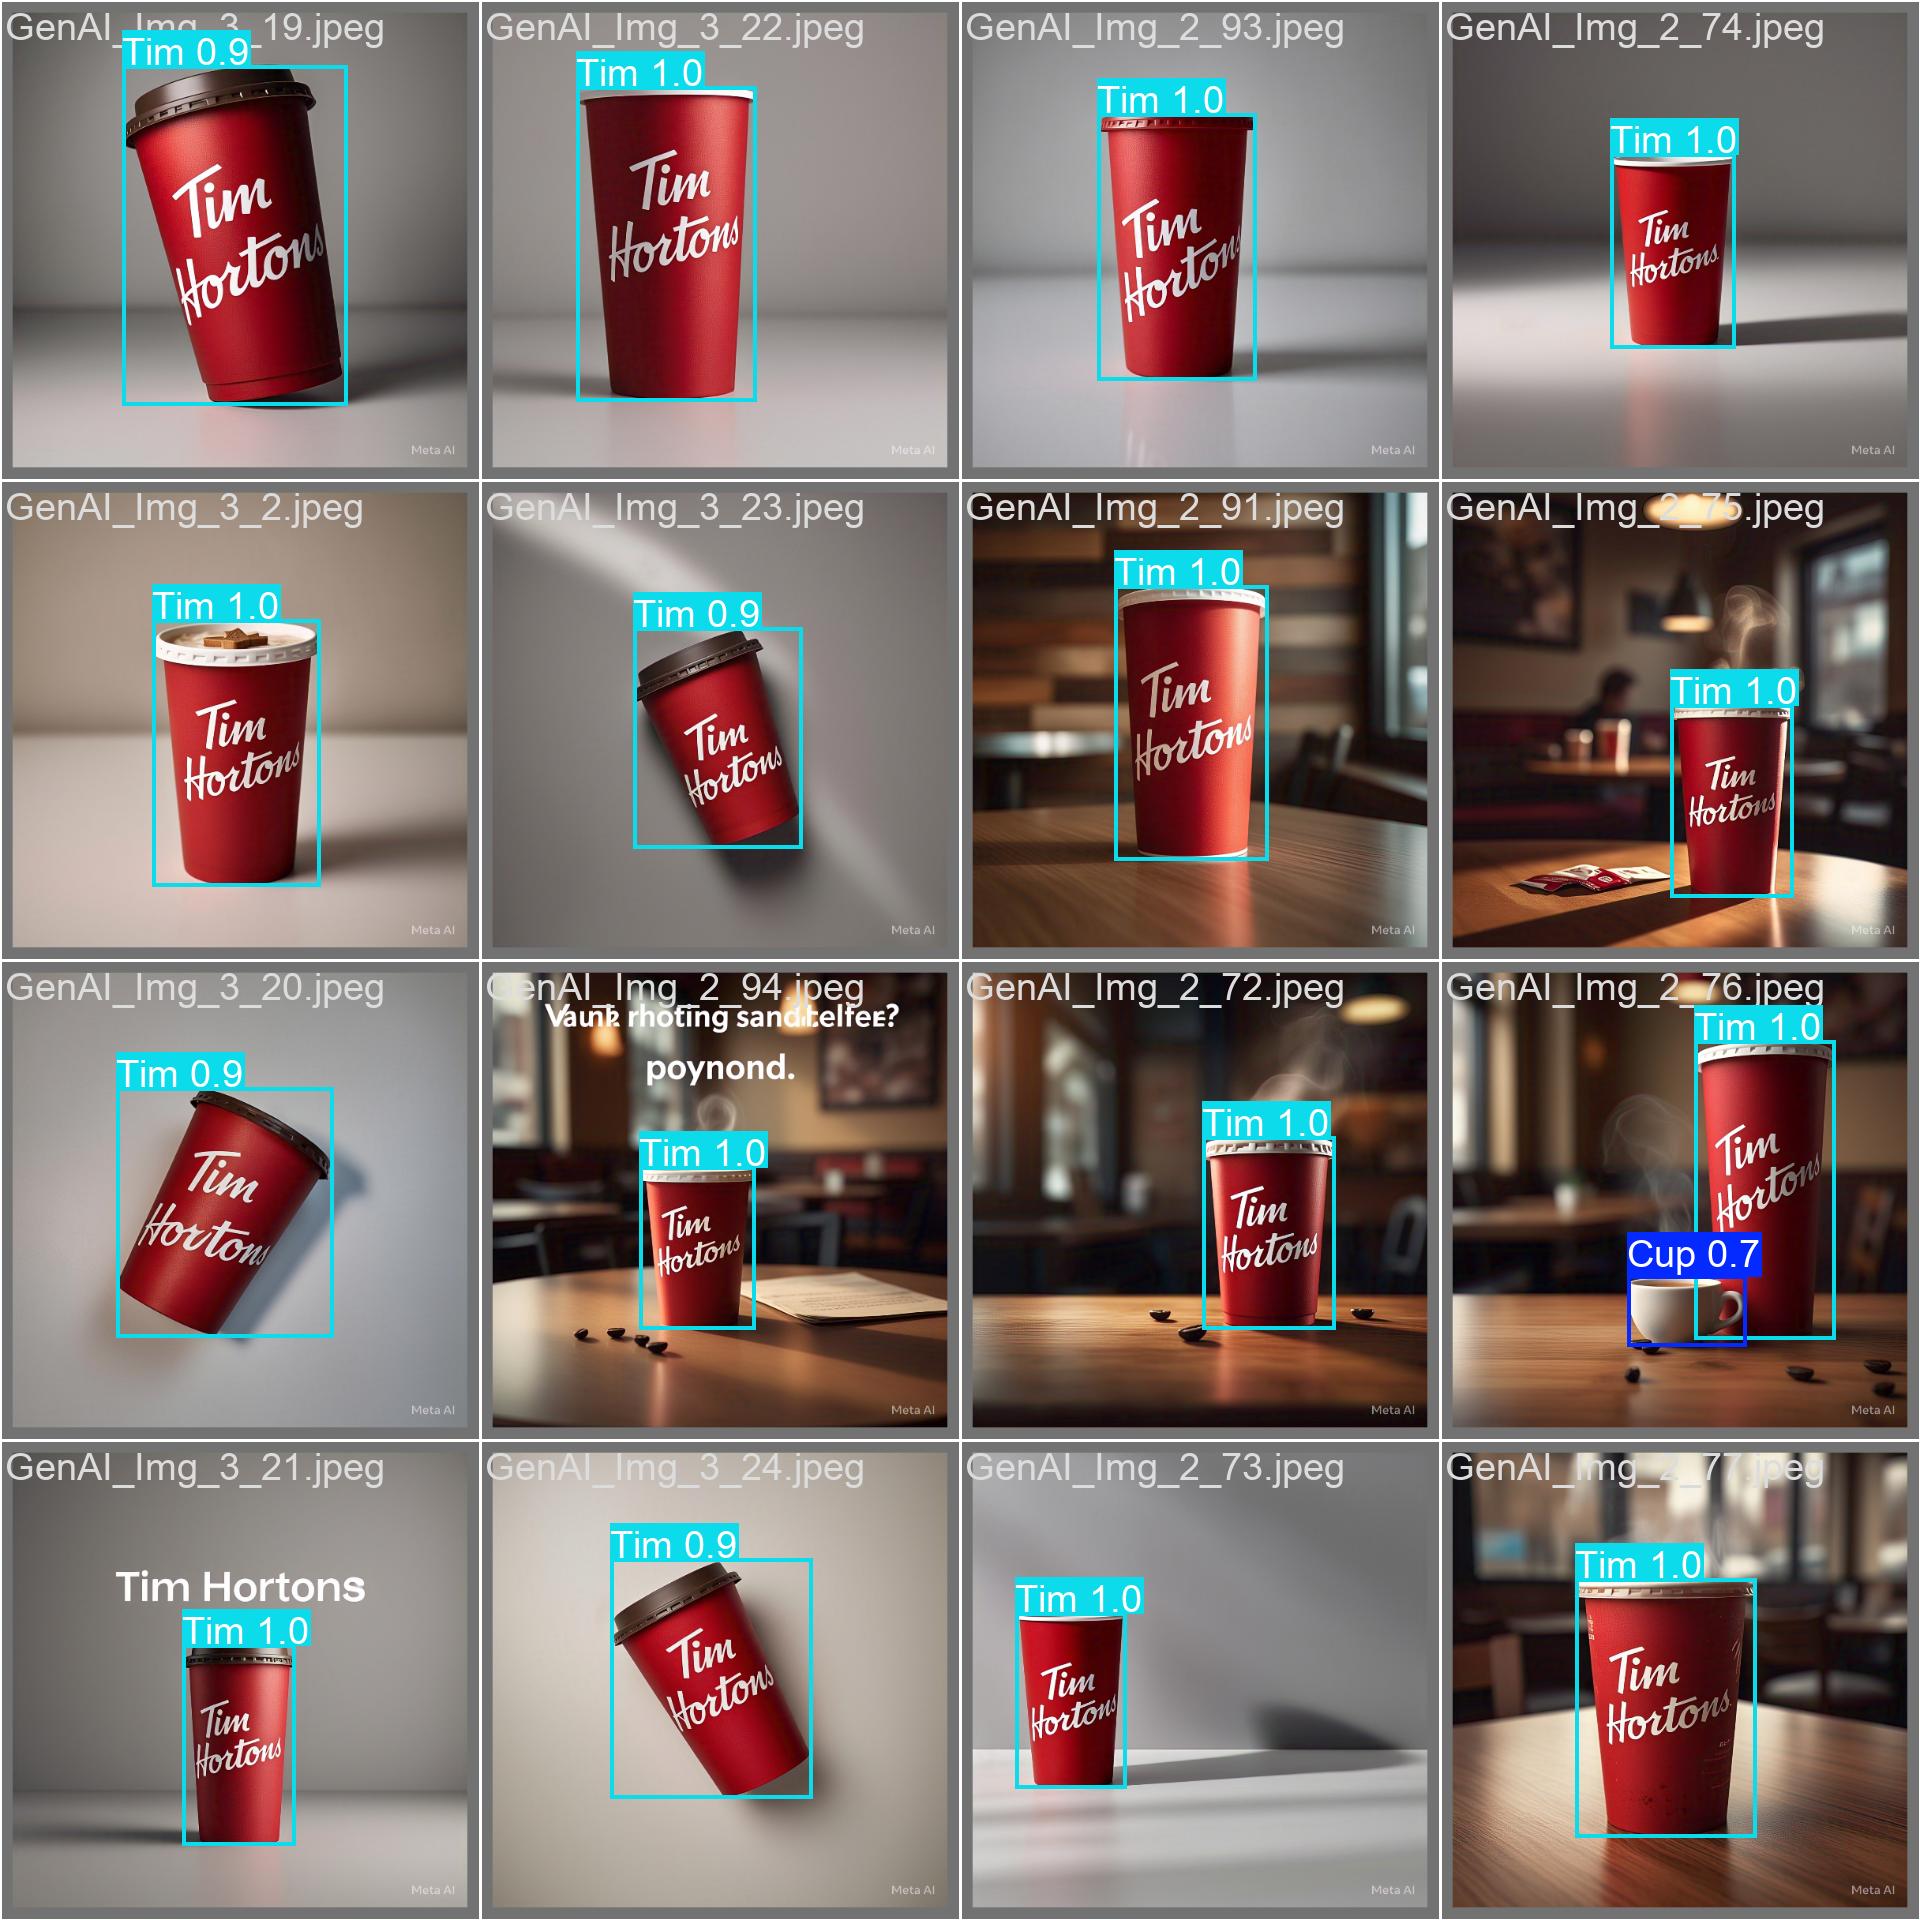 GenAI_Img_3_19.jpeg
Tim 0.9
Tim
Hortons
Meta AI
GenAI_Img_3_22.jpeg
Tim 1.0
Tim
Hortons
Meta AI
GenAI_Img_2_93.jpeg
Tim 1.0
Tim
Hortons
Meta AI
GenAI_Img_2_74.jpeg
Tim 1.0
Tim
Hortons
Meta AI
GenAI_Img_3_2.jpeg
Tim 1.0
Tim
Hortons
Meta AI
GenAI_Img_3_23.jpeg
Tim 0.9
Tim
Hortons
Meta AI
GenAI_Img_2_91.jpeg
Tim 1.0
Tim
Hortons
Meta AI
GenAI_Img_2_75.jpeg
Tim 1.0
Tim
Hortons
Meta AI
GenAI_Img_3_20.jpeg
Tim 0.9
Tim
Hortons
Meta AI
GenAI_Img_2_94.jpeg
rhoting
poynond.
Tim 1.0
Tim
Hortons
Meta AI
GenAI_Img_2_72.jpeg
Tim 1.0
Tim
Hortons
Meta AI
GenAI_Img_2_76.jpeg
Tim 1.0
Tim
Hortons
Cup 0.7
Meta AI
GenAI_Img_3_21.jpeg
Tim Hortons
Tim 1.0
Tim
Hortons
Meta AI
GenAI_Img_3_24.jpeg
Tim 0.9
Tim
Hortons
Meta AI
GenAI_Img_2_73.jpeg
Tim 1.0
Tim
Hortons
Meta AI
GenAI_Img_2_77.jpeg
Tim 1.0
Tim
Hortons
Meta AI